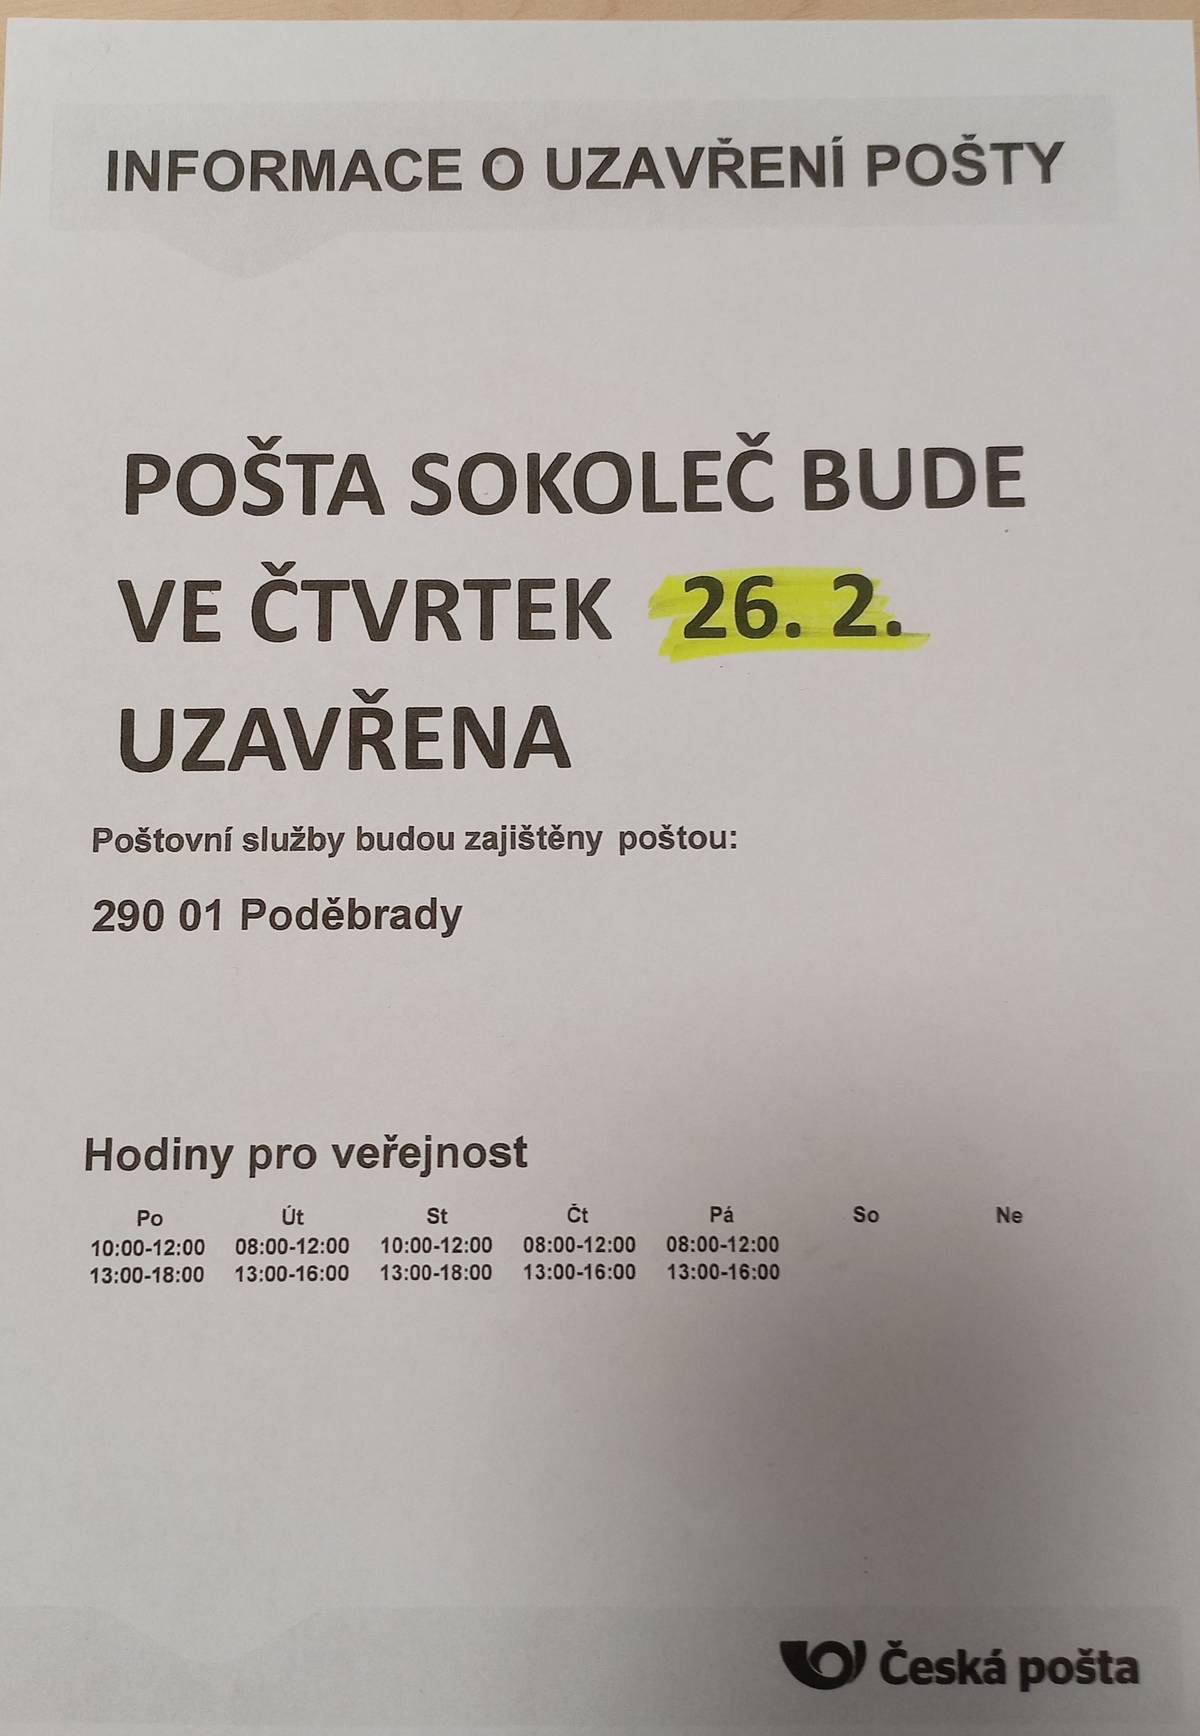 INFORMACE O UZAVŘENÍ POŠTY
POŠTA SOKOLEČ BUDE
VE ČTVRTEK 26. 2.
UZAVŘENA
Poštovní služby budou zajištěny poštou:
290 01 Poděbrady
Hodiny pro veřejnost
Po Út St Čt Pá So Ne
10:00-12:00 08:00-12:00 10:00-12:00 08:00-12:00 08:00-12:00
13:00-18:00 13:00-16:00 13:00-18:00 13:00-16:00 13:00-16:00
Česká pošta